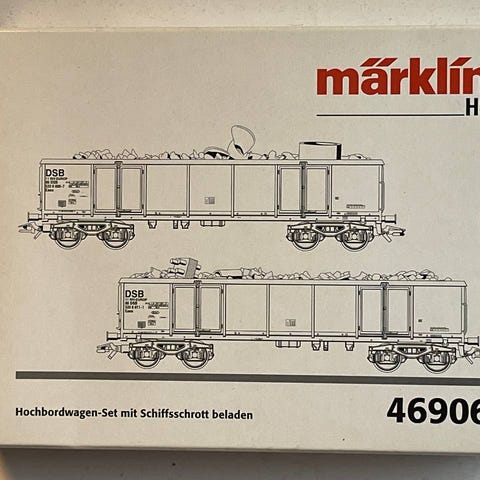 märklin
H
DSB
DSB
Hochbordwagen-Set mit Schiffsschrott beladen
46906